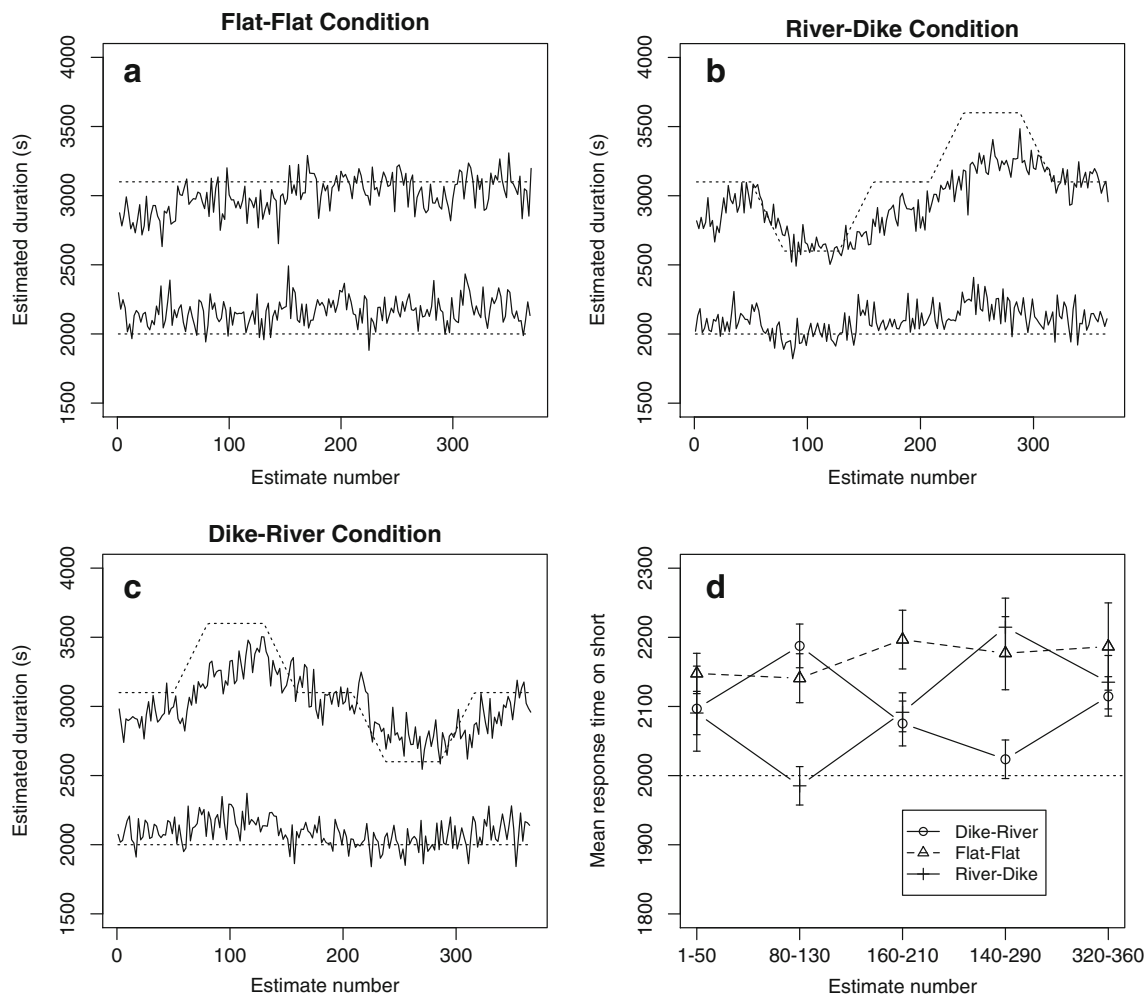 Flat-Flat Condition
a
Estimated duration (s)
4000
3500
3000
2500
2000
1500
0 100 200 300
Estimate number
River-Dike Condition
b
Estimated duration (s)
4000
3500
3000
2500
2000
1500
0 100 200 300
Estimate number
Dike-River Condition
c
Estimated duration (s)
4000
3500
3000
2500
2000
1500
0 100 200 300
Estimate number
d
Mean response time on short
2300
2200
2100
2000
1900
1800
Dike-River
Flat-Flat
River-Dike
1-50 80-130 160-210 140-290 320-360
Estimate number